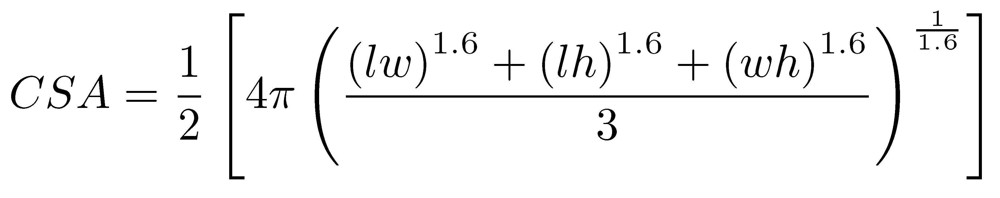 CSA = \frac{1}{2} \left[ 4\pi \left( \frac{(lw)^{1.6} + (lh)^{1.6} + (wh)^{1.6}}{3} \right)^{\frac{1}{1.6}} \right]